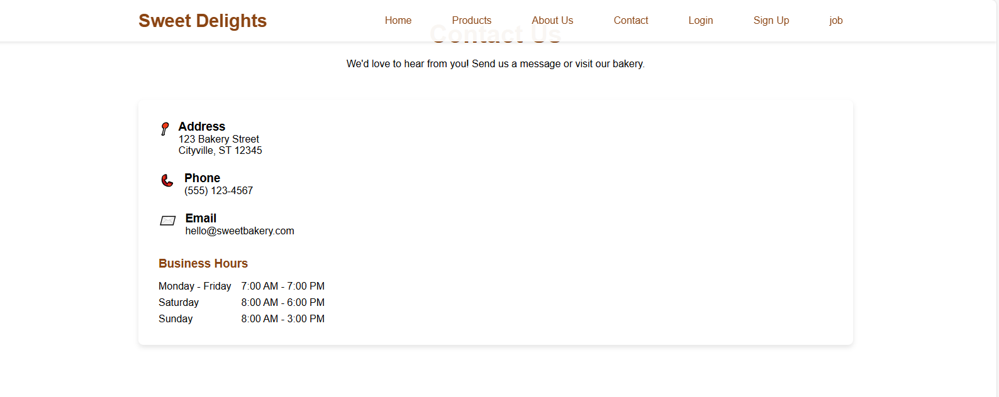 Sweet Delights
Home Products About Us Contact Login Sign Up job
Contact Us
We'd love to hear from you! Send us a message or visit our bakery.
Address
123 Bakery Street
Cityville, ST 12345
Phone
(555) 123-4567
Email
hello@sweetbakery.com
Business Hours
Monday - Friday 7:00 AM - 7:00 PM
Saturday 8:00 AM - 6:00 PM
Sunday 8:00 AM - 3:00 PM